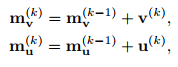 m_v^(k) = m_v^(k−1) + v^(k),
m_u^(k) = m_u^(k−1) + u^(k),